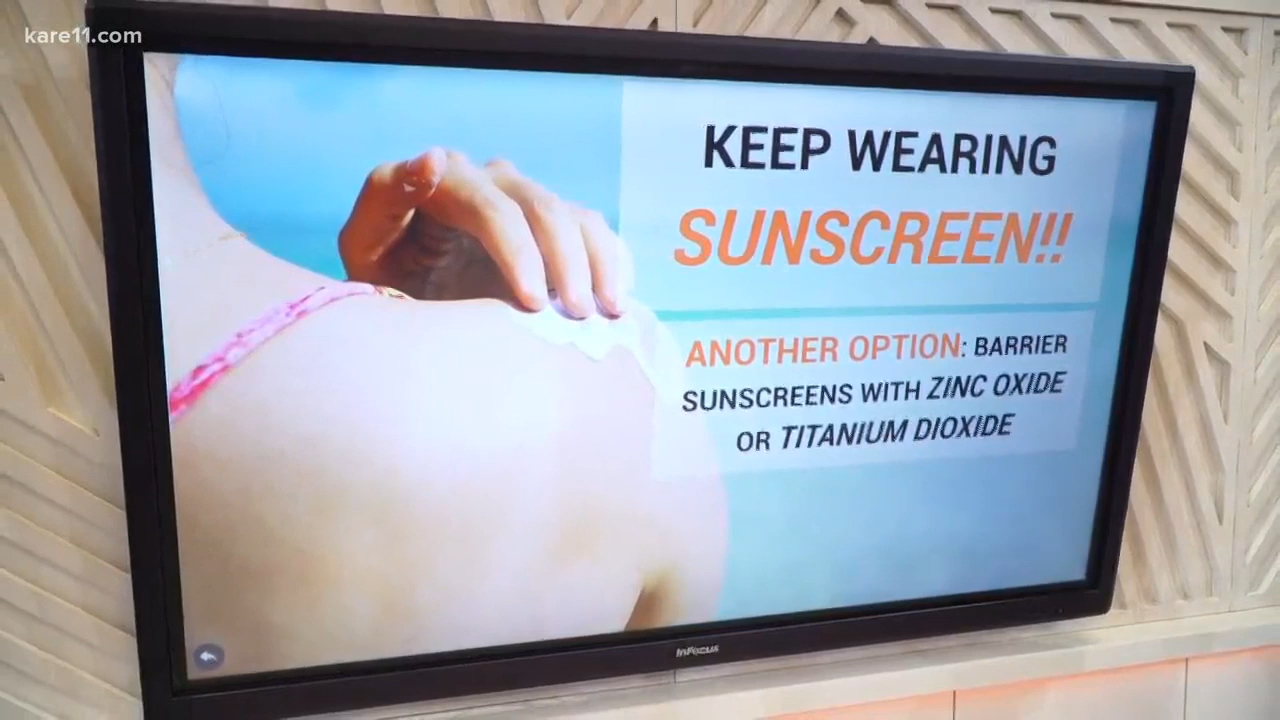 kare11.com
KEEP WEARING
SUNSCREEN!!
ANOTHER OPTION: BARRIER
SUNSCREENS WITH ZINC OXIDE
OR TITANIUM DIOXIDE
InFocus